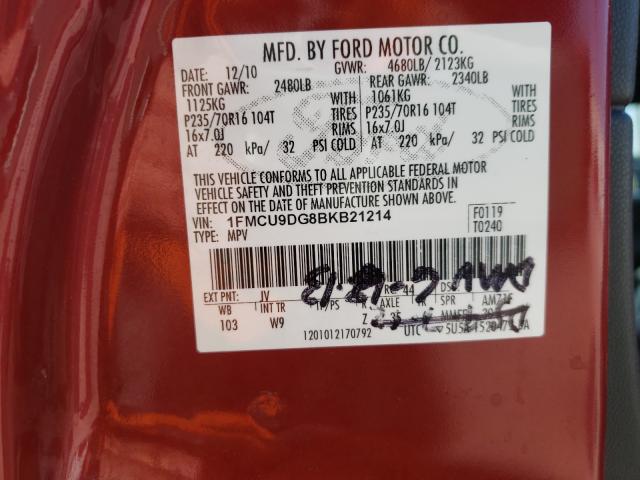 MFD. BY FORD MOTOR CO.
DATE: 12/10 GVWR: 4680LB/ 2123KG
FRONT GAWR: 2480LB REAR GAWR: 2340LB
1125KG WITH 1061KG WITH
P235/70R16 104T TIRES P235/70R16 104T TIRES
16x7.0J RIMS 16x7.0J RIMS
AT 220 kPa/ 32 PSI COLD AT 220 kPa/ 32 PSI COLD
THIS VEHICLE CONFORMS TO ALL APPLICABLE FEDERAL MOTOR
VEHICLE SAFETY AND THEFT PREVENTION STANDARDS IN
EFFECT ON THE DATE OF MANUFACTURE SHOWN ABOVE.
VIN: 1FMCU9DG8BKB21214 F0119
TYPE: MPV T0240
EXT PNT: JV RC: 44
WB INT TR AXLE TR SPR
103 W9 Z 35
1201012170792 UTC